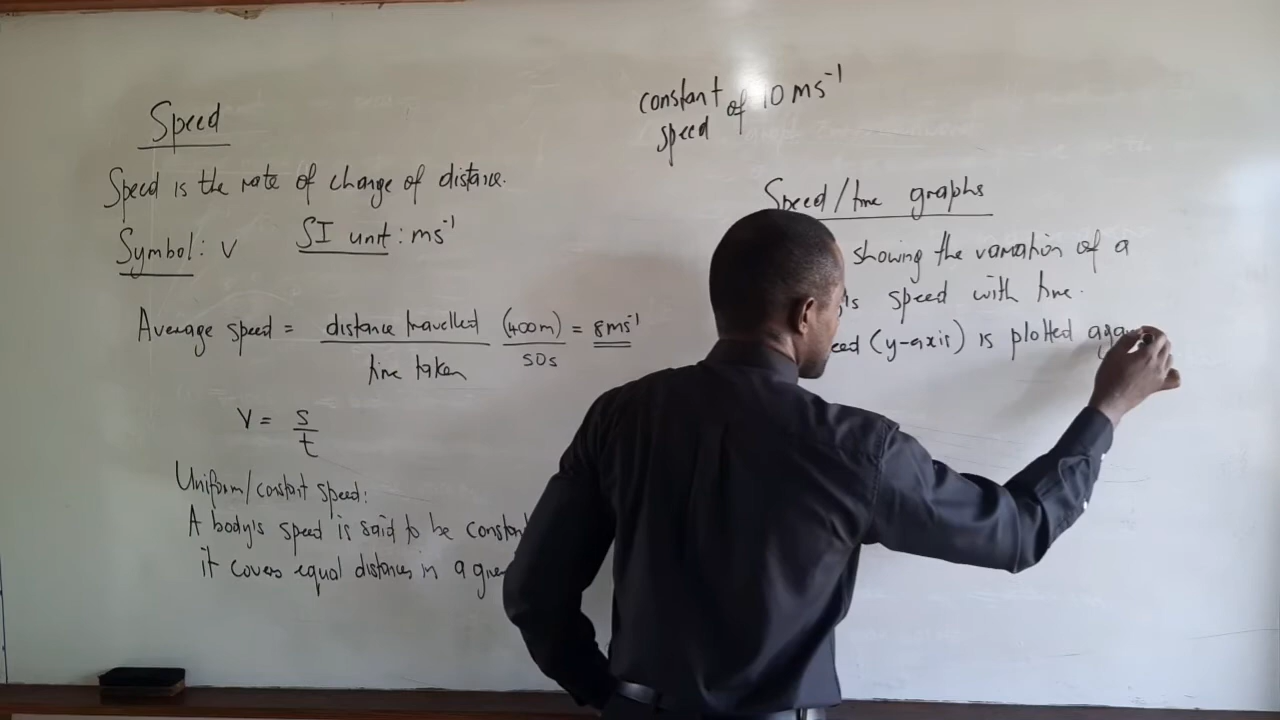 Speed
Speed is the rate of change of distance.
Symbol: V SI unit: ms⁻¹
Average speed = distance travelled (400m) = 8ms⁻¹
time taken 50s
V = s
t
Uniform/constant speed:
A body's speed is said to be constant
it covers equal distances in a given
constant speed of 10 ms⁻¹
Speed/time graphs
showing the variation of a
's speed with time.
eed (y-axis) is plotted aga